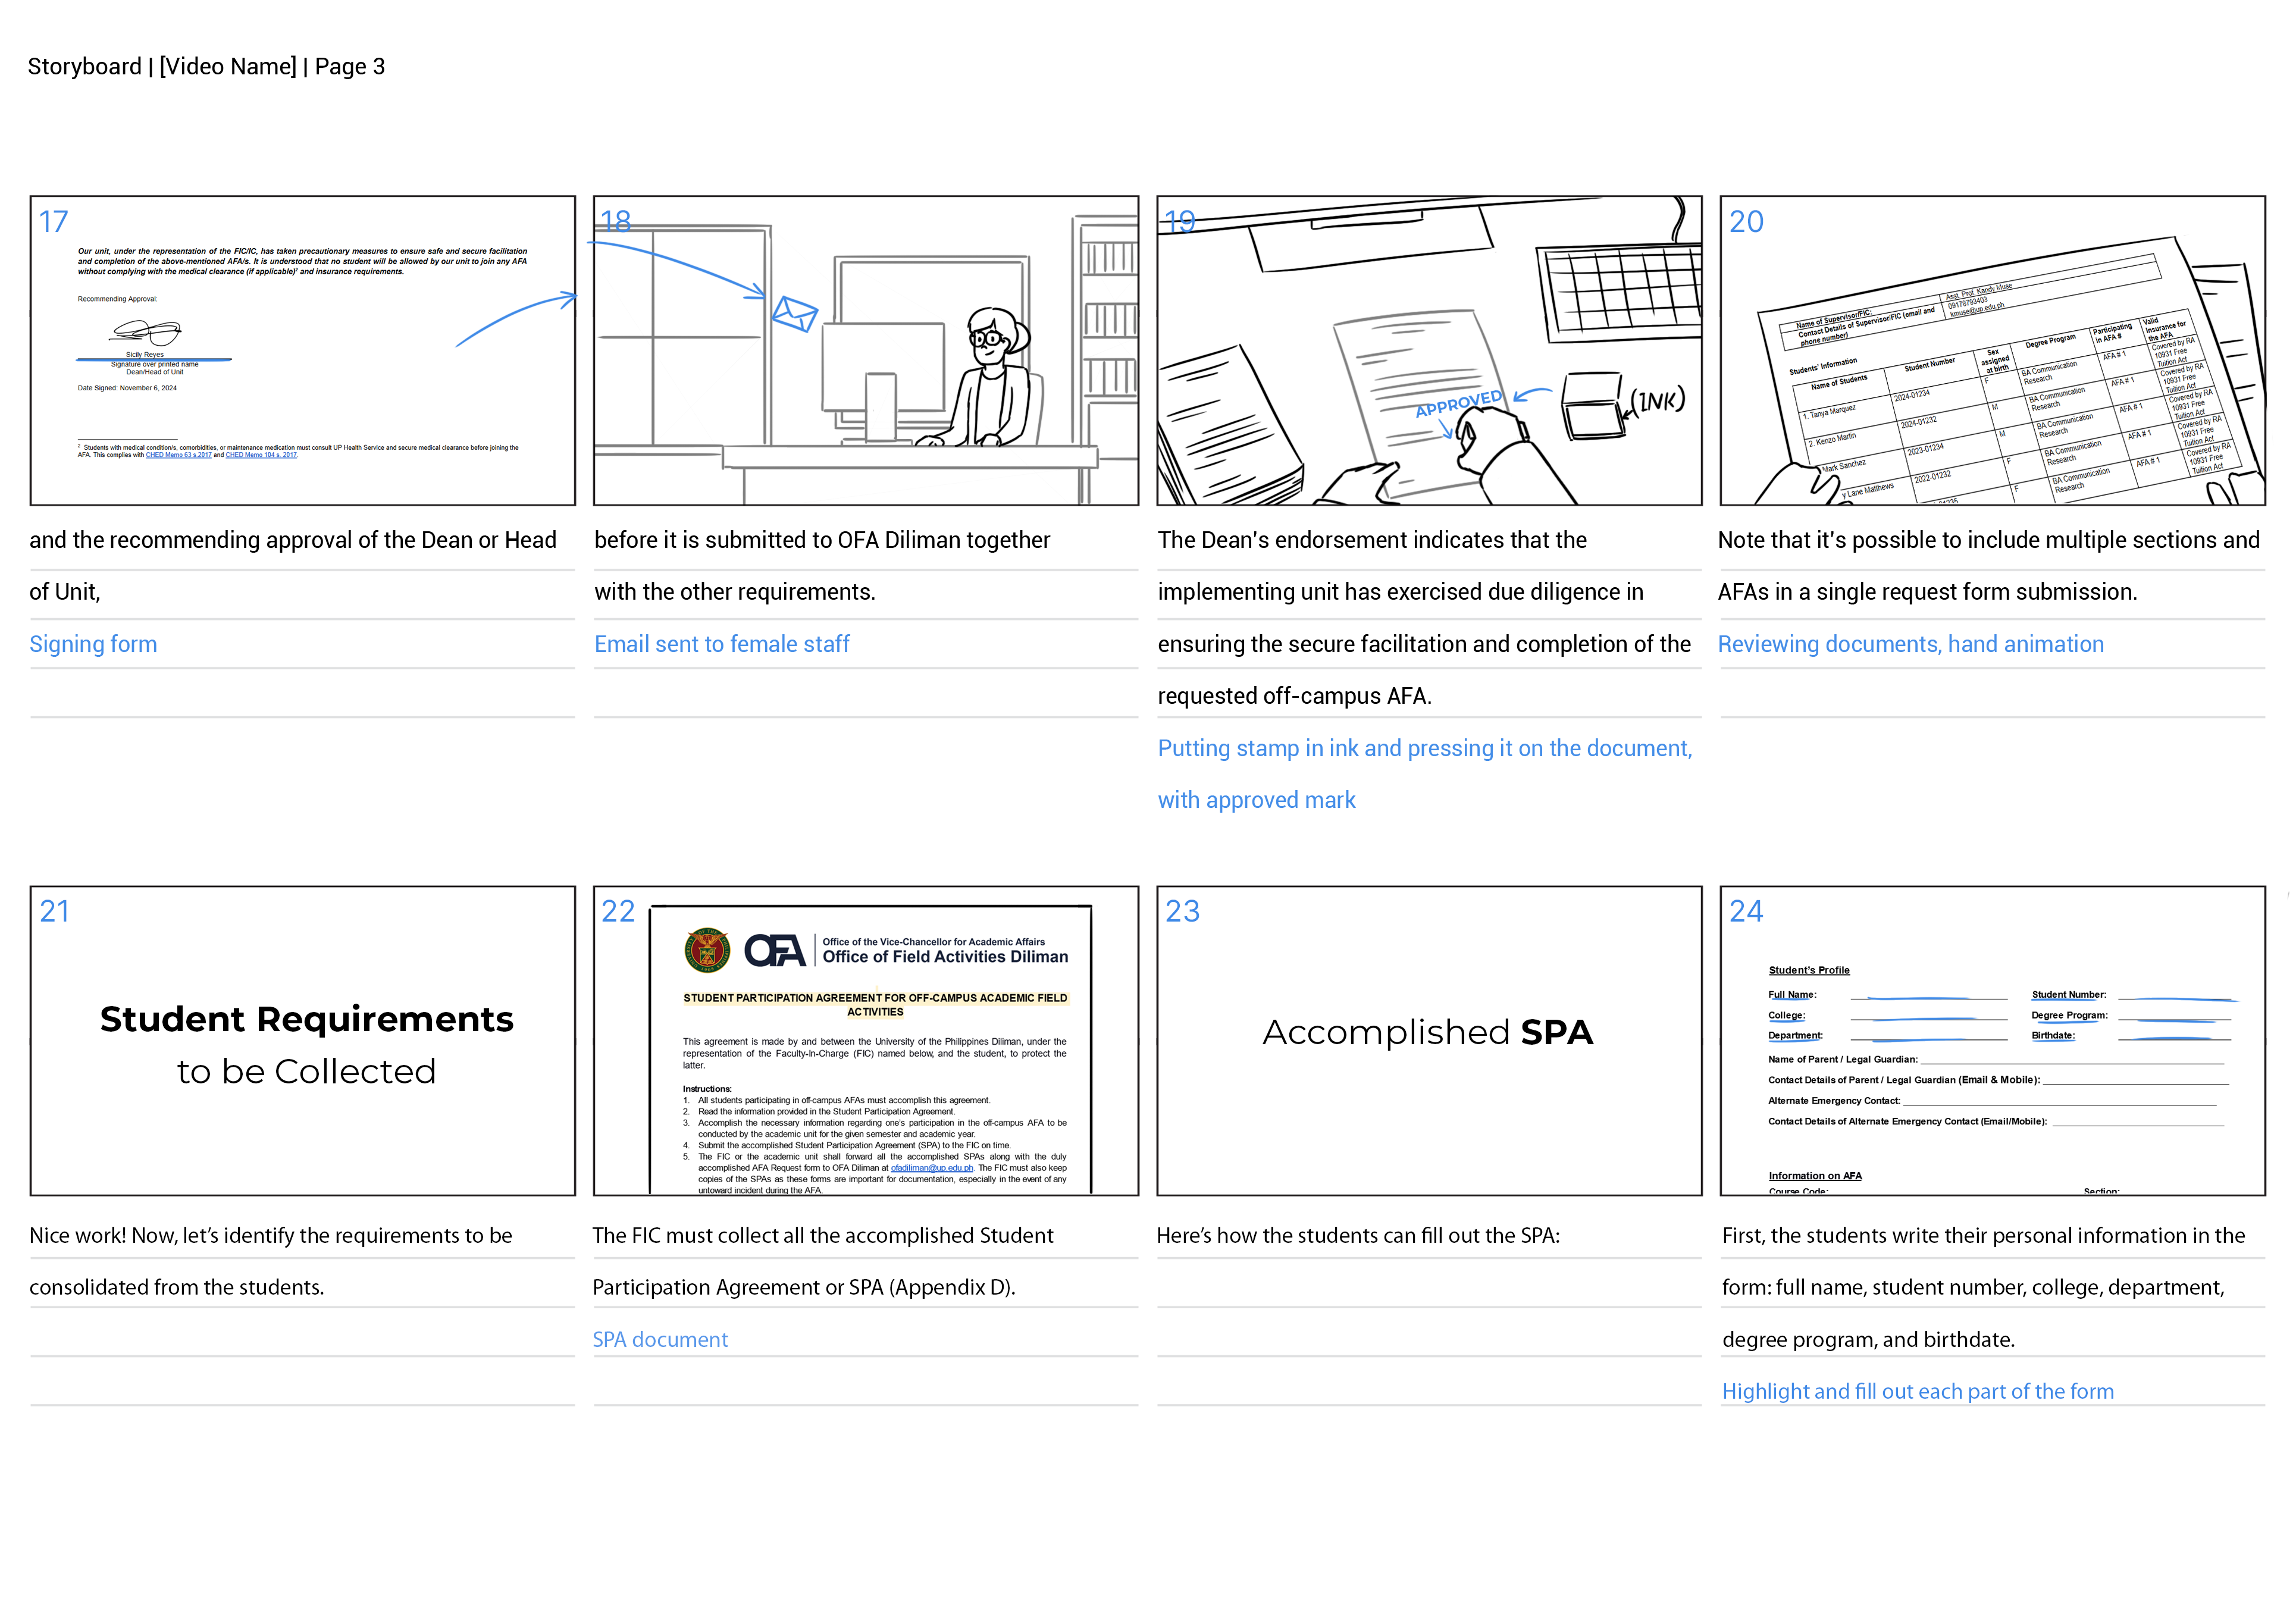 Storyboard | [Video Name] | Page 3
17
Our unit, under the representation of the FIC/IC, has taken precautionary measures to ensure safe and secure facilitation
and completion of the above-mentioned AFA/s. It is understood that no student will be allowed by our unit to join any AFA
without complying with the medical clearance (if applicable)² and insurance requirements.
Recommending Approval:
Sicily Reyes
Signature over printed name
Dean/Head of Unit
Date Signed: November 6, 2024
² Students with medical condition/s, comorbidities, or maintenance medication must consult UP Health Service and secure medical clearance before joining the
AFA. This complies with CHED Memo 63 s.2017 and CHED Memo 104 s. 2017.
and the recommending approval of the Dean or Head
of Unit,
Signing form
18
before it is submitted to OFA Diliman together
with the other requirements.
Email sent to female staff
19
APPROVED
(INK)
The Dean's endorsement indicates that the
implementing unit has exercised due diligence in
ensuring the secure facilitation and completion of the
requested off-campus AFA.
Putting stamp in ink and pressing it on the document,
with approved mark
20
Name of Supervisor/FIC:
Asst. Prof. Kandy Muse
Contact Details of Supervisor/FIC (email and
phone number)
09178793403
kmuse@up.edu.ph
Students' Information
Name of Students
Student Number
Sex
assigned
at birth
Degree Program
Participating
in AFA #
Valid
Insurance for
the AFA
1. Tanya Marquez
2024-01234
F
BA Communication
Research
AFA # 1
Covered by RA
10931 Free
Tuition Act
2. Kenzo Martin
2024-01232
M
BA Communication
Research
AFA # 1
Covered by RA
10931 Free
Tuition Act
Mark Sanchez
2023-01234
M
BA Communication
Research
AFA # 1
Covered by RA
10931 Free
Tuition Act
y Lane Matthews
2022-01232
F
BA Communication
Research
AFA # 1
Covered by RA
10931 Free
Tuition Act
F
BA Communication
Research
AFA # 1
Covered by RA
10931 Free
Tuition Act
Note that it's possible to include multiple sections and
AFAs in a single request form submission.
Reviewing documents, hand animation
21
Student Requirements
to be Collected
Nice work! Now, let's identify the requirements to be
consolidated from the students.
22
OFA
Office of the Vice-Chancellor for Academic Affairs
Office of Field Activities Diliman
STUDENT PARTICIPATION AGREEMENT FOR OFF-CAMPUS ACADEMIC FIELD
ACTIVITIES
This agreement is made by and between the University of the Philippines Diliman, under the
representation of the Faculty-In-Charge (FIC) named below, and the student, to protect the
latter.
Instructions:
1. All students participating in off-campus AFAs must accomplish this agreement.
2. Read the information provided in the Student Participation Agreement.
3. Accomplish the necessary information regarding one's participation in the off-campus AFA to be
conducted by the academic unit for the given semester and academic year.
4. Submit the accomplished Student Participation Agreement (SPA) to the FIC on time.
5. The FIC or the academic unit shall forward all the accomplished SPAs along with the duly
accomplished AFA Request form to OFA Diliman at ofadiliman@up.edu.ph. The FIC must also keep
copies of the SPAs as these forms are important for documentation, especially in the event of any
untoward incident during the AFA.
The FIC must collect all the accomplished Student
Participation Agreement or SPA (Appendix D).
SPA document
23
Accomplished SPA
Here's how the students can fill out the SPA:
24
Student's Profile
Full Name:
Student Number:
College:
Degree Program:
Department:
Birthdate:
Name of Parent / Legal Guardian:
Contact Details of Parent / Legal Guardian (Email & Mobile):
Alternate Emergency Contact:
Contact Details of Alternate Emergency Contact (Email/Mobile):
Information on AFA
Course Code:
Section:
First, the students write their personal information in the
form: full name, student number, college, department,
degree program, and birthdate.
Highlight and fill out each part of the form